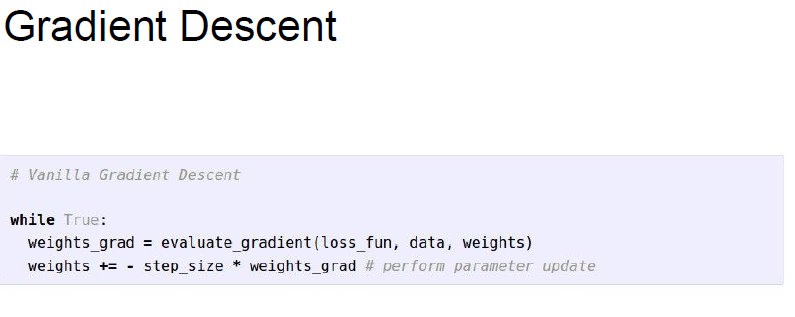 Gradient Descent
# Vanilla Gradient Descent
while True:
  weights_grad = evaluate_gradient(loss_fun, data, weights)
  weights += - step_size * weights_grad # perform parameter update